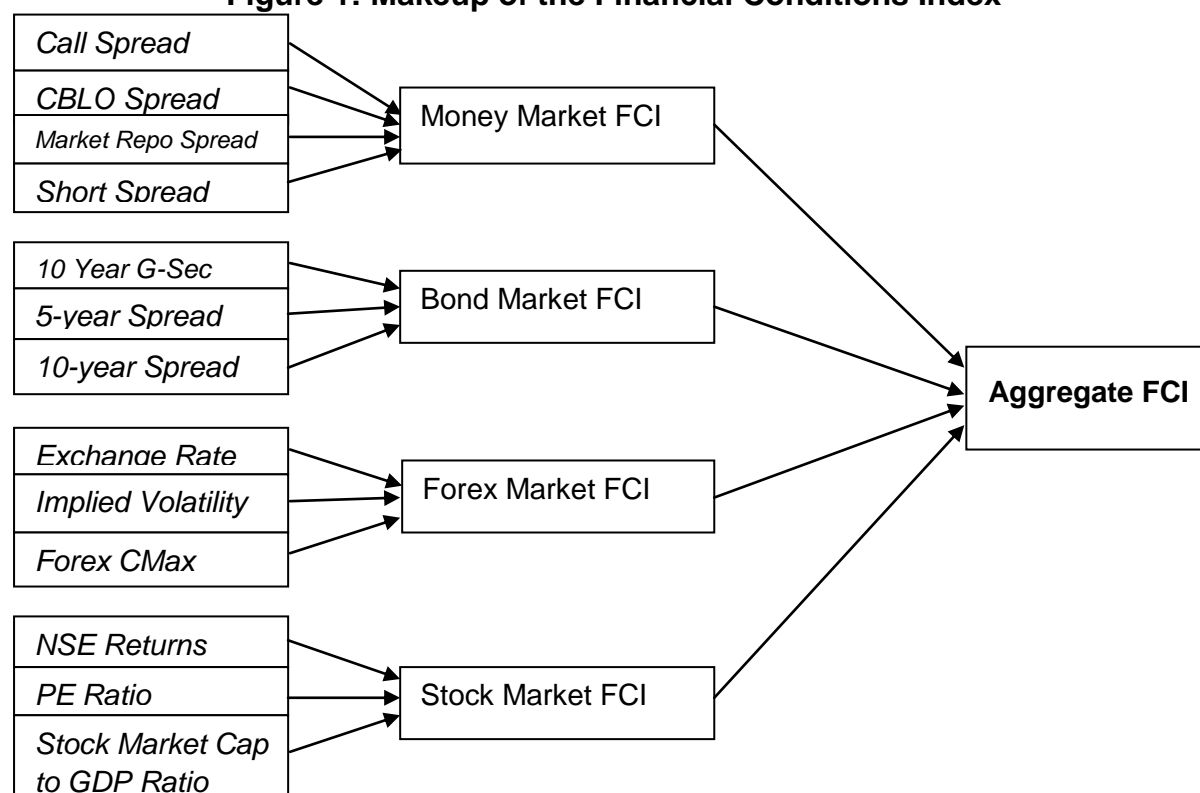 Figure 1: Makeup of the Financial Conditions Index
Call Spread
CBLO Spread
Market Repo Spread
Short Spread
Money Market FCI
10 Year G-Sec
5-year Spread
10-year Spread
Bond Market FCI
Aggregate FCI
Exchange Rate
Implied Volatility
Forex CMax
Forex Market FCI
NSE Returns
PE Ratio
Stock Market Cap
to GDP Ratio
Stock Market FCI